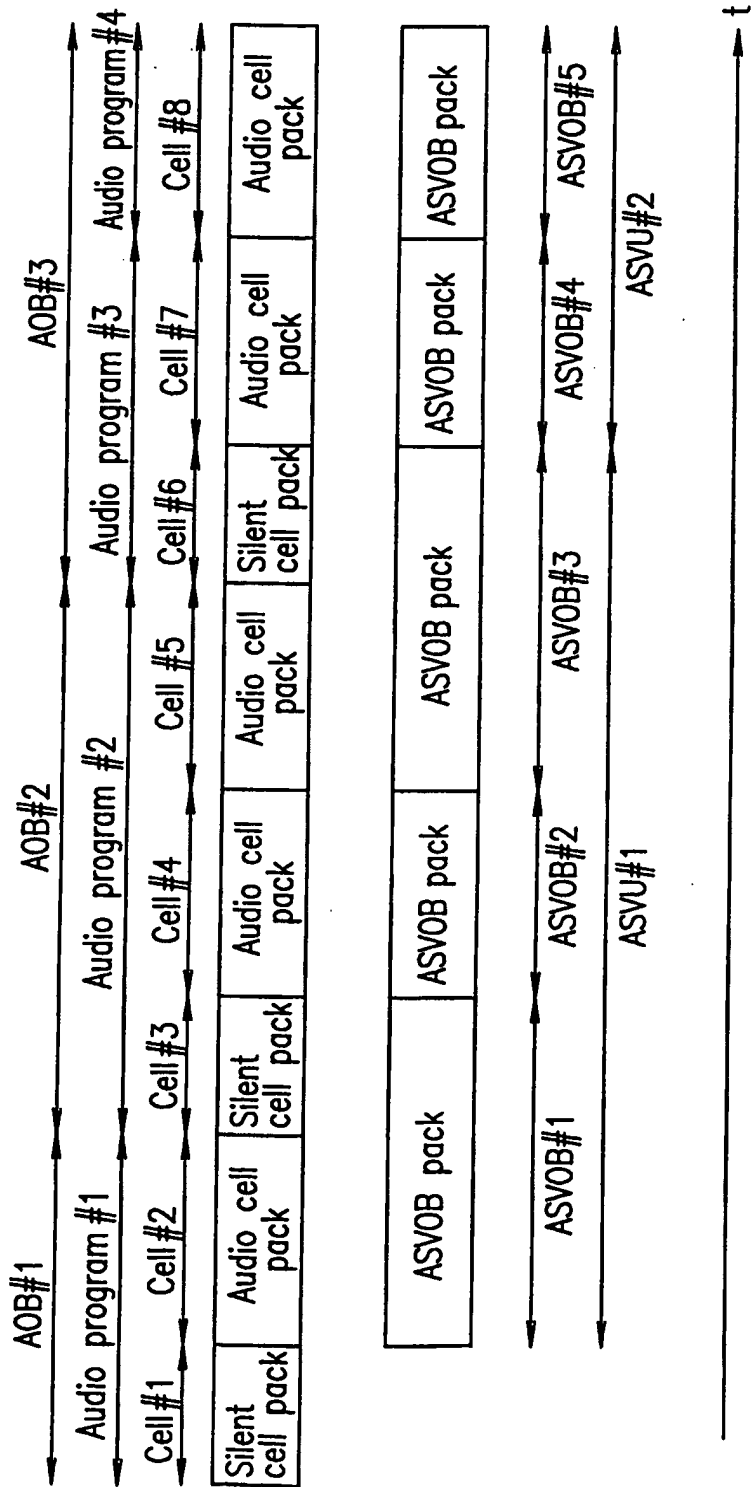 AOB#1
AOB#2
AOB#3
Audio program #1
Audio program #2
Audio program #3
Audio program #4
Cell #1
Cell #2
Cell #3
Cell #4
Cell #5
Cell #6
Cell #7
Cell #8
Silent
cell pack
Audio cell
pack
Silent
cell pack
Audio cell
pack
Audio cell
pack
Silent
cell pack
Audio cell
pack
Audio cell
pack
ASVOB pack
ASVOB pack
ASVOB pack
ASVOB pack
ASVOB pack
ASVOB#1
ASVOB#2
ASVOB#3
ASVOB#4
ASVOB#5
ASVU#1
ASVU#2
t